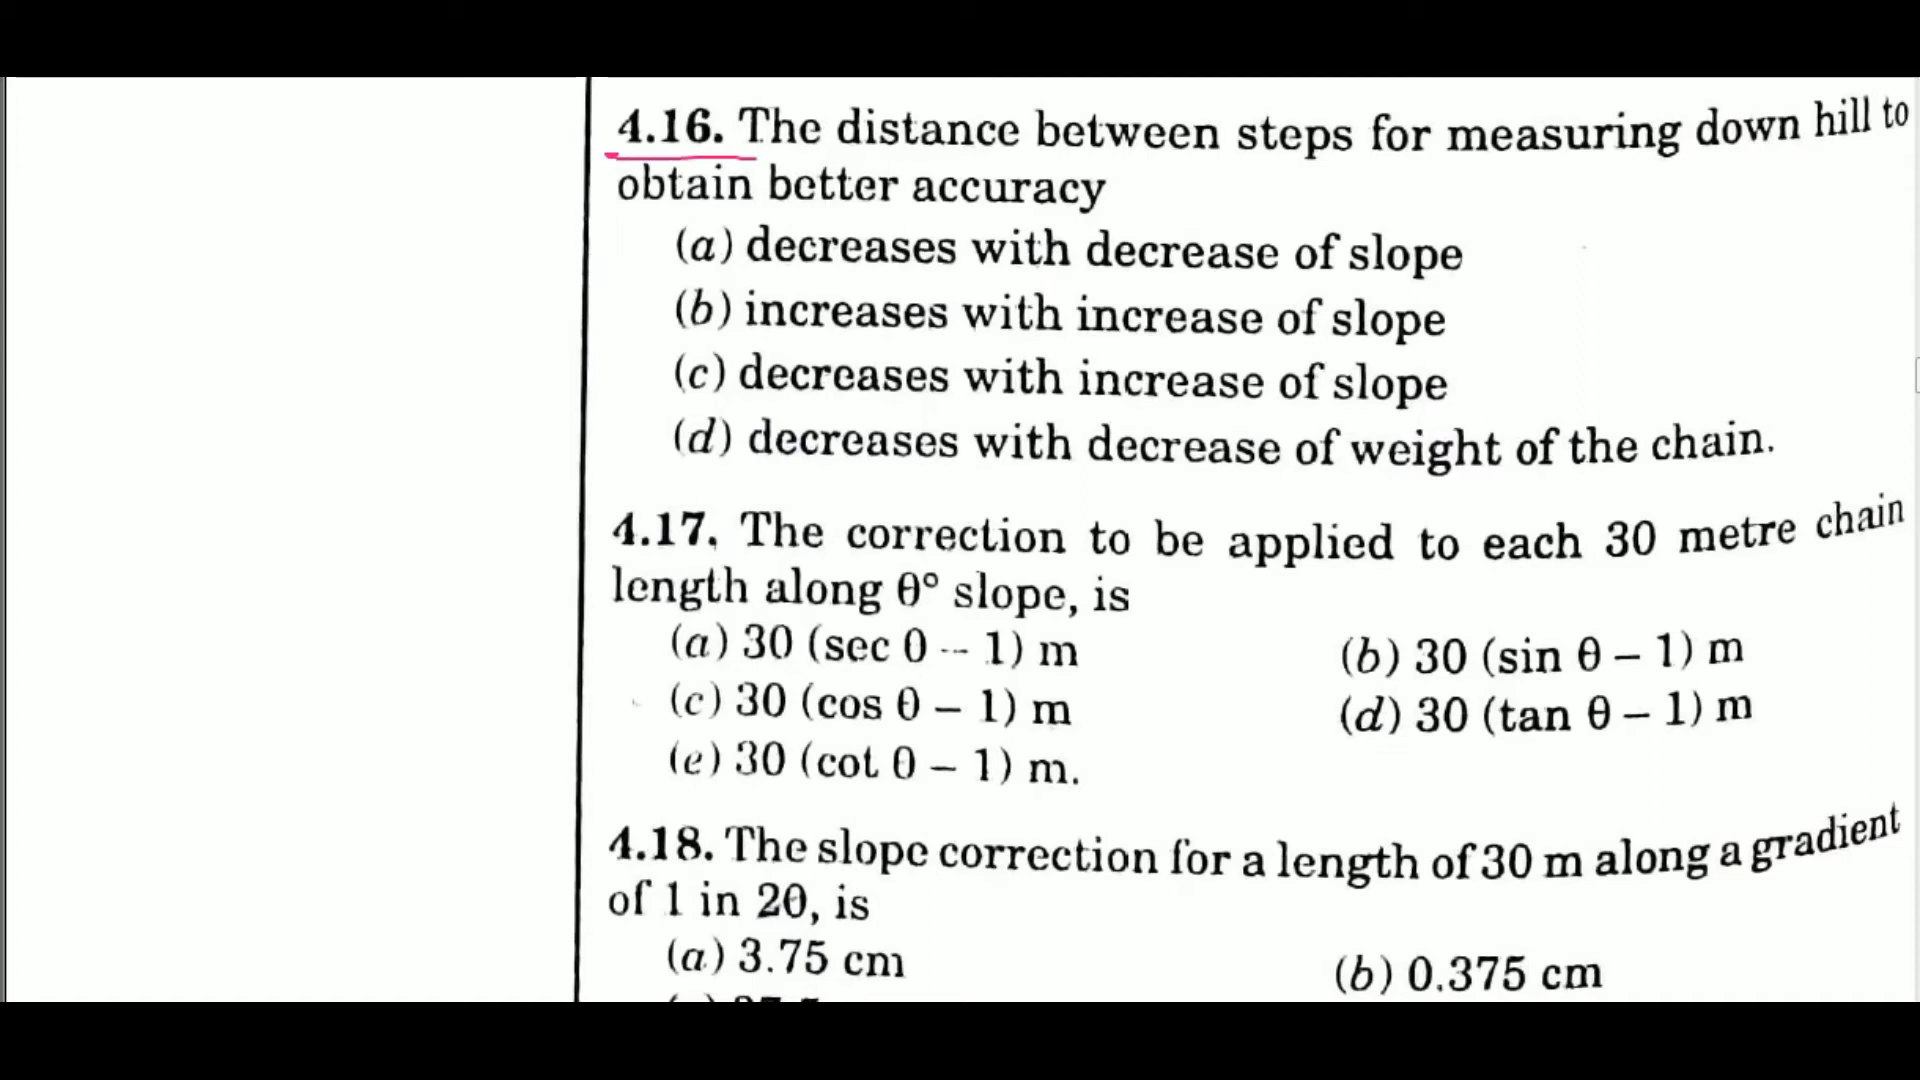 4.16. The distance between steps for measuring down hill to
obtain better accuracy
(a) decreases with decrease of slope
(b) increases with increase of slope
(c) decreases with increase of slope
(d) decreases with decrease of weight of the chain.
4.17. The correction to be applied to each 30 metre chain
length along θ° slope, is
(a) 30 (sec θ – 1) m (b) 30 (sin θ – 1) m
(c) 30 (cos θ – 1) m (d) 30 (tan θ – 1) m
(e) 30 (cot θ – 1) m.
4.18. The slope correction for a length of 30 m along a gradient
of 1 in 20, is
(a) 3.75 cm (b) 0.375 cm